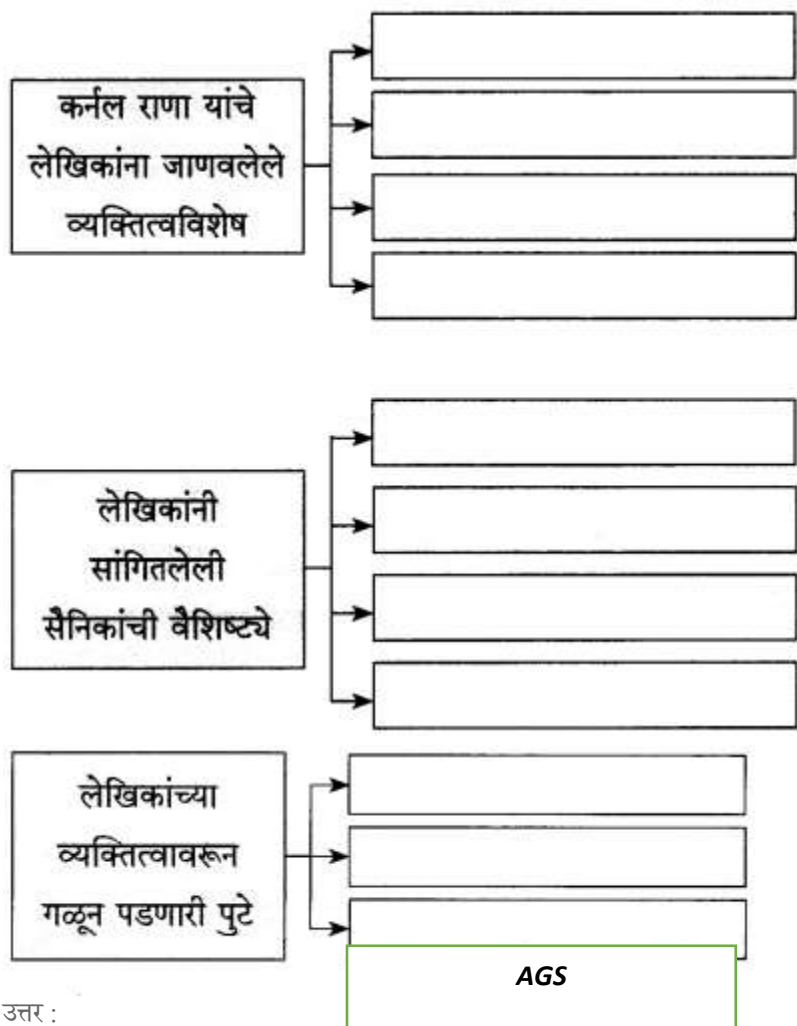 कर्नल राणा यांचे
लेखिकांना जाणवलेले
व्यक्तित्वविशेष
लेखिकांनी
सांगितलेली
सैनिकांची वैशिष्ट्ये
लेखिकांच्या
व्यक्तित्वावरून
गळून पडणारी पुटे
AGS
उत्तर :